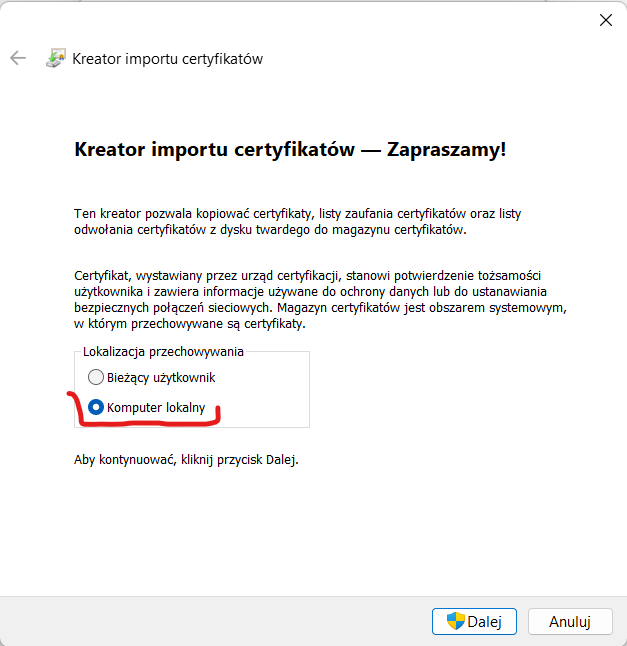 Kreator importu certyfikatów
Kreator importu certyfikatów — Zapraszamy!
Ten kreator pozwala kopiować certyfikaty, listy zaufania certyfikatów oraz listy
odwołania certyfikatów z dysku twardego do magazynu certyfikatów.
Certyfikat, wystawiany przez urząd certyfikacji, stanowi potwierdzenie tożsamości
użytkownika i zawiera informacje używane do ochrony danych lub do ustanawiania
bezpiecznych połączeń sieciowych. Magazyn certyfikatów jest obszarem systemowym,
w którym przechowywane są certyfikaty.
Lokalizacja przechowywania
Bieżący użytkownik
Komputer lokalny
Aby kontynuować, kliknij przycisk Dalej.
Dalej
Anuluj